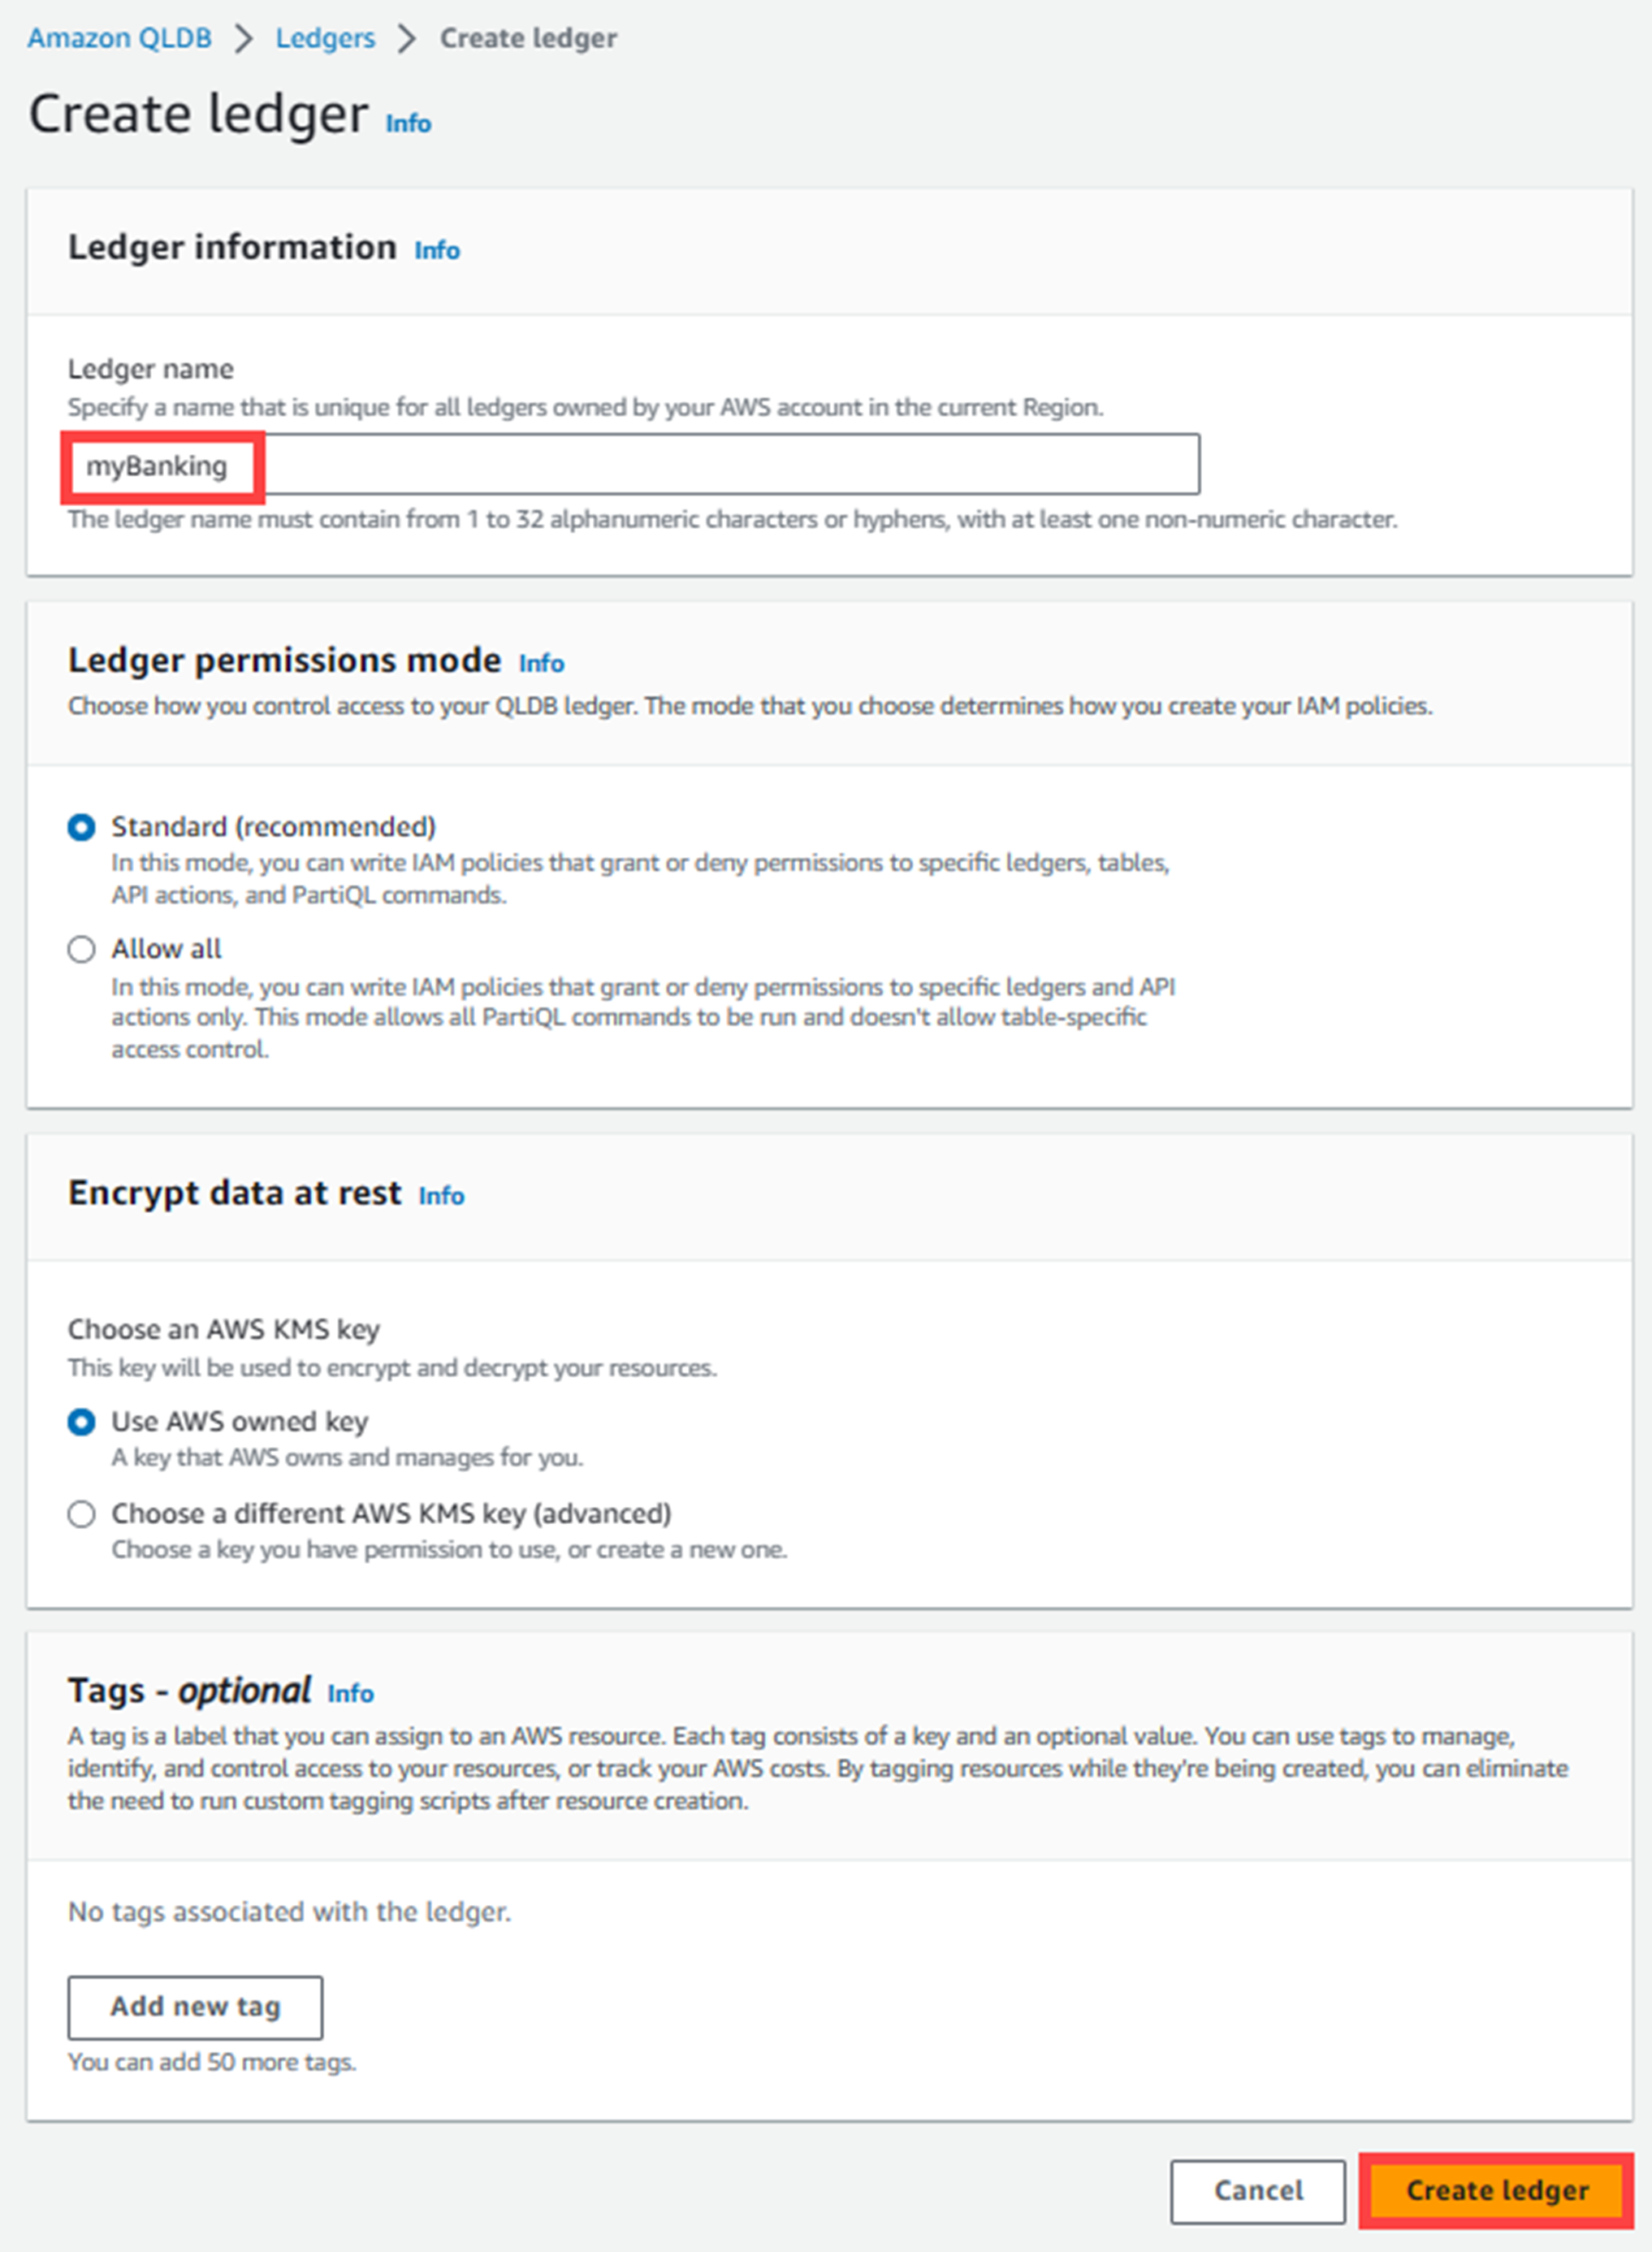 Amazon QLDB > Ledgers > Create ledger
Create ledger Info
Ledger information Info
Ledger name
Specify a name that is unique for all ledgers owned by your AWS account in the current Region.
myBanking
The ledger name must contain from 1 to 32 alphanumeric characters or hyphens, with at least one non-numeric character.
Ledger permissions mode Info
Choose how you control access to your QLDB ledger. The mode that you choose determines how you create your IAM policies.
Standard (recommended)
In this mode, you can write IAM policies that grant or deny permissions to specific ledgers, tables,
API actions, and PartiQL commands.
Allow all
In this mode, you can write IAM policies that grant or deny permissions to specific ledgers and API
actions only. This mode allows all PartiQL commands to be run and doesn't allow table-specific
access control.
Encrypt data at rest Info
Choose an AWS KMS key
This key will be used to encrypt and decrypt your resources.
Use AWS owned key
A key that AWS owns and manages for you.
Choose a different AWS KMS key (advanced)
Choose a key you have permission to use, or create a new one.
Tags - optional Info
A tag is a label that you can assign to an AWS resource. Each tag consists of a key and an optional value. You can use tags to manage,
identify, and control access to your resources, or track your AWS costs. By tagging resources while they're being created, you can eliminate
the need to run custom tagging scripts after resource creation.
No tags associated with the ledger.
Add new tag
You can add 50 more tags.
Cancel Create ledger